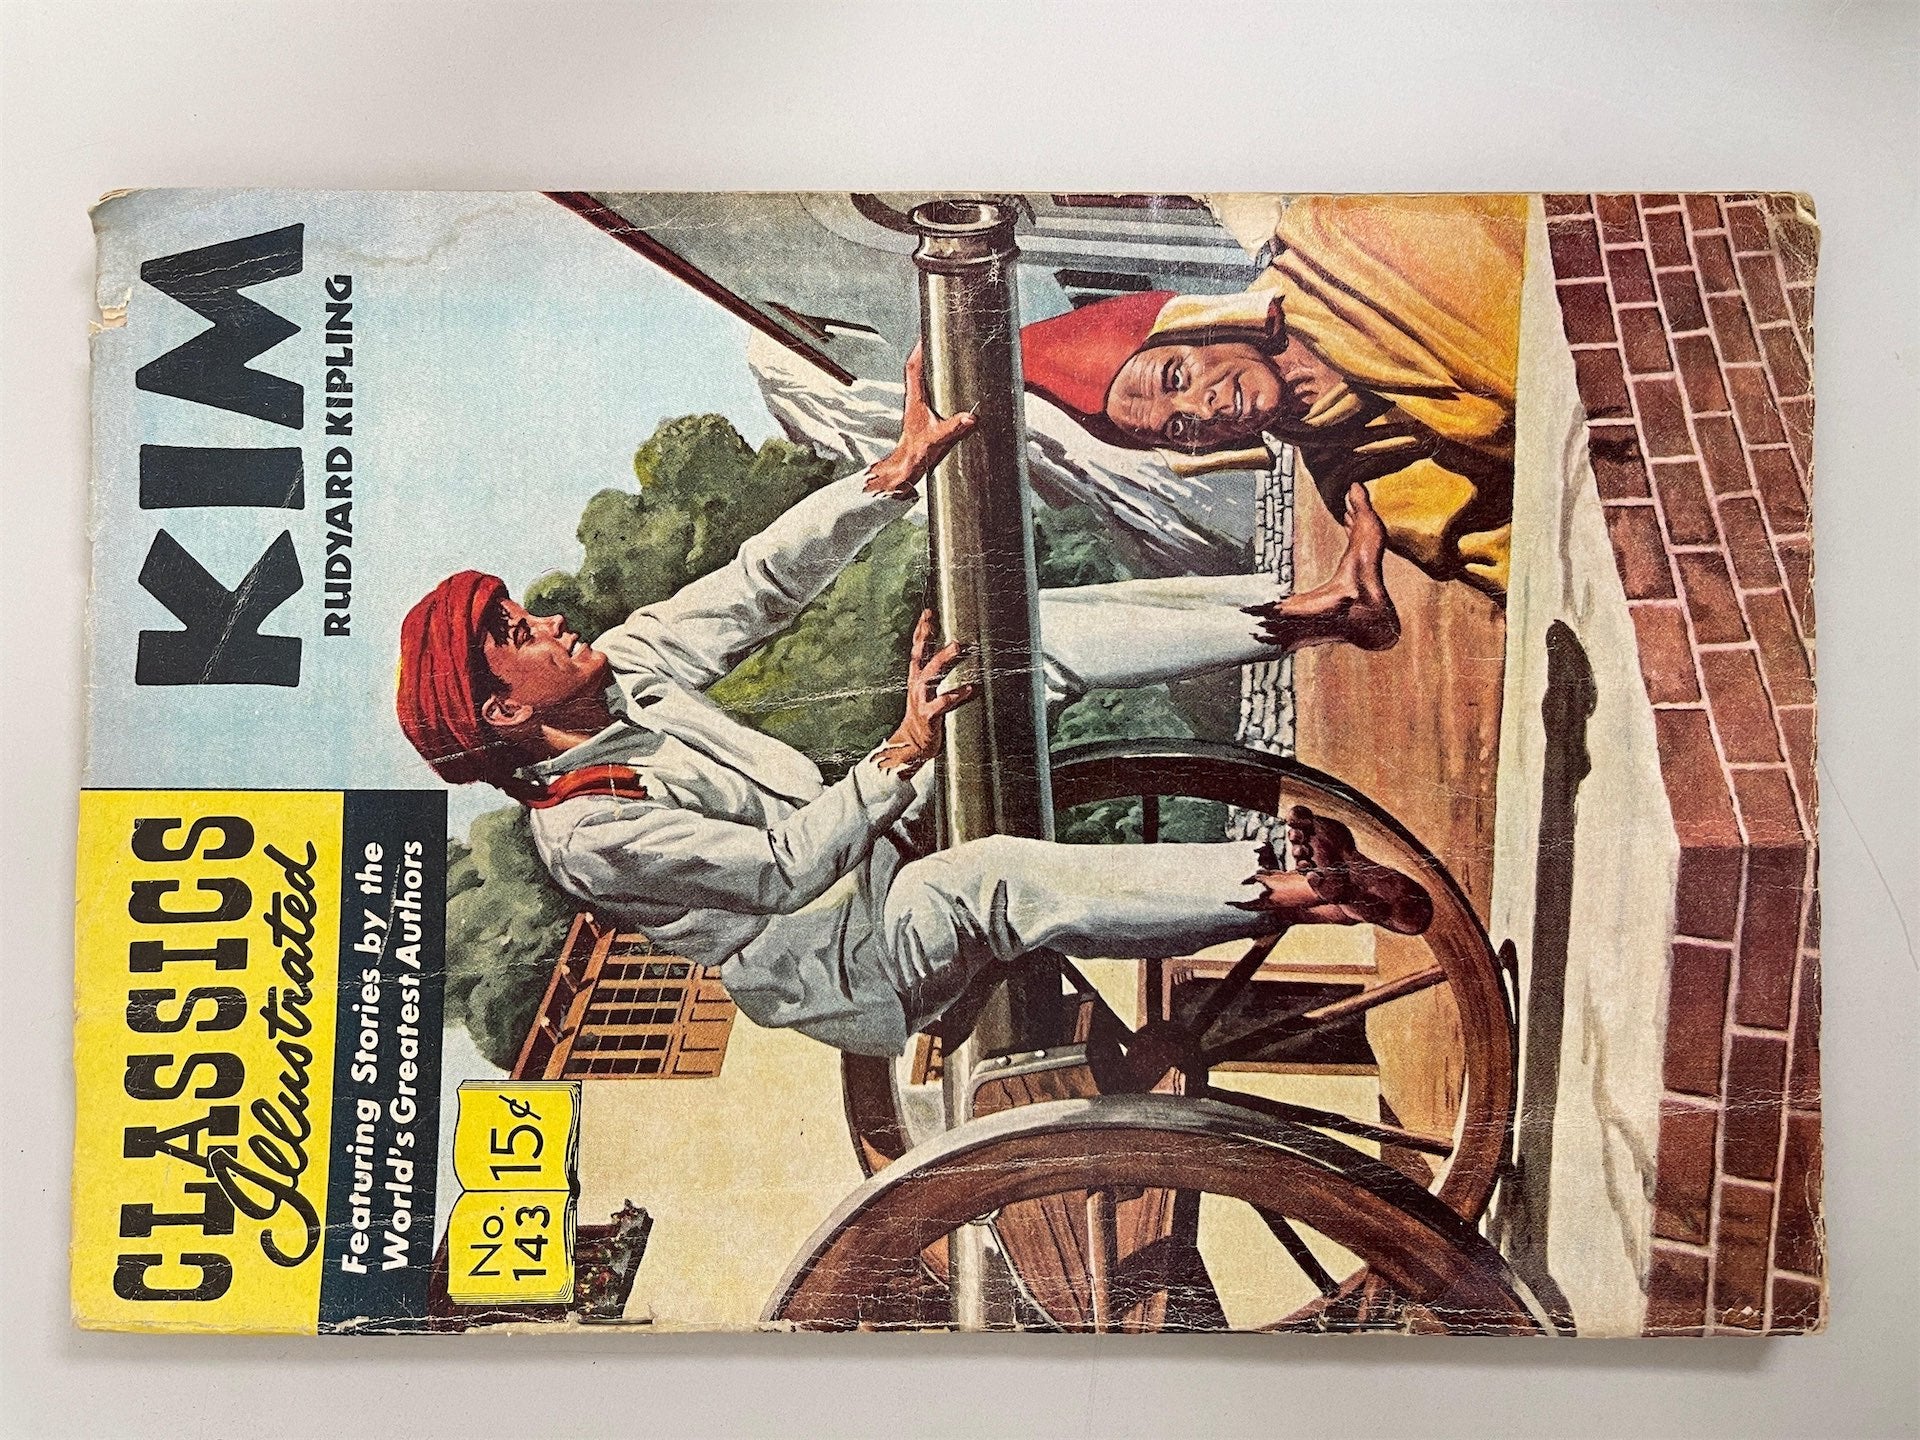 CLASSICS
Illustrated
Featuring Stories by the
World's Greatest Authors
No.
143
15¢
KIM
RUDYARD KIPLING